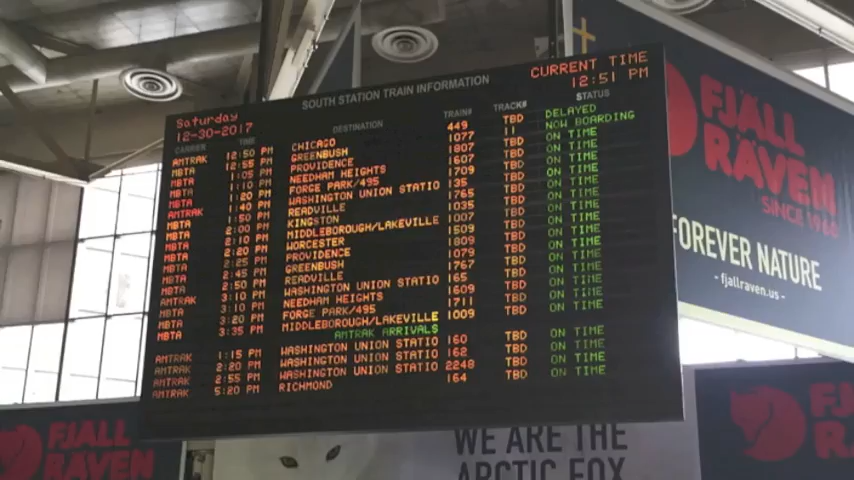 SOUTH STATION TRAIN INFORMATION
CURRENT TIME
12:51 PM
Saturday
12-30-2017
CARRIER TIME DESTINATION TRAIN# TRACK# STATUS
AMTRAK 12:50 PM CHICAGO 449 TBD DELAYED
MBTA 12:55 PM GREENBUSH 1077 11 NOW BOARDING
MBTA 1:05 PM PROVIDENCE 1807 TBD ON TIME
MBTA 1:10 PM NEEDHAM HEIGHTS 1607 TBD ON TIME
MBTA 1:20 PM FORGE PARK/495 1709 TBD ON TIME
AMTRAK 1:40 PM WASHINGTON UNION STATIO 135 TBD ON TIME
MBTA 1:50 PM READVILLE 1765 TBD ON TIME
MBTA 2:00 PM KINGSTON 1035 TBD ON TIME
MBTA 2:10 PM MIDDLEBOROUGH/LAKEVILLE 1007 TBD ON TIME
MBTA 2:20 PM WORCESTER 1509 TBD ON TIME
MBTA 2:25 PM PROVIDENCE 1809 TBD ON TIME
MBTA 2:45 PM GREENBUSH 1079 TBD ON TIME
MBTA 2:50 PM READVILLE 1767 TBD ON TIME
AMTRAK 3:10 PM WASHINGTON UNION STATIO 165 TBD ON TIME
MBTA 3:10 PM NEEDHAM HEIGHTS 1609 TBD ON TIME
MBTA 3:20 PM FORGE PARK/495 1711 TBD ON TIME
MBTA 3:35 PM MIDDLEBOROUGH/LAKEVILLE 1009 TBD ON TIME
AMTRAK ARRIVALS
AMTRAK 1:15 PM WASHINGTON UNION STATIO 160 TBD ON TIME
AMTRAK 2:20 PM WASHINGTON UNION STATIO 162 TBD ON TIME
AMTRAK 2:55 PM WASHINGTON UNION STATIO 2248 TBD ON TIME
AMTRAK 5:20 PM RICHMOND 164 TBD ON TIME
FJÄLL
RÄVEN
SINCE 1960
FOREVER NATURE
- fjallraven.us -
FJÄLL
RÄVEN
WE ARE THE
ARCTIC FOX
FJ
RÄ